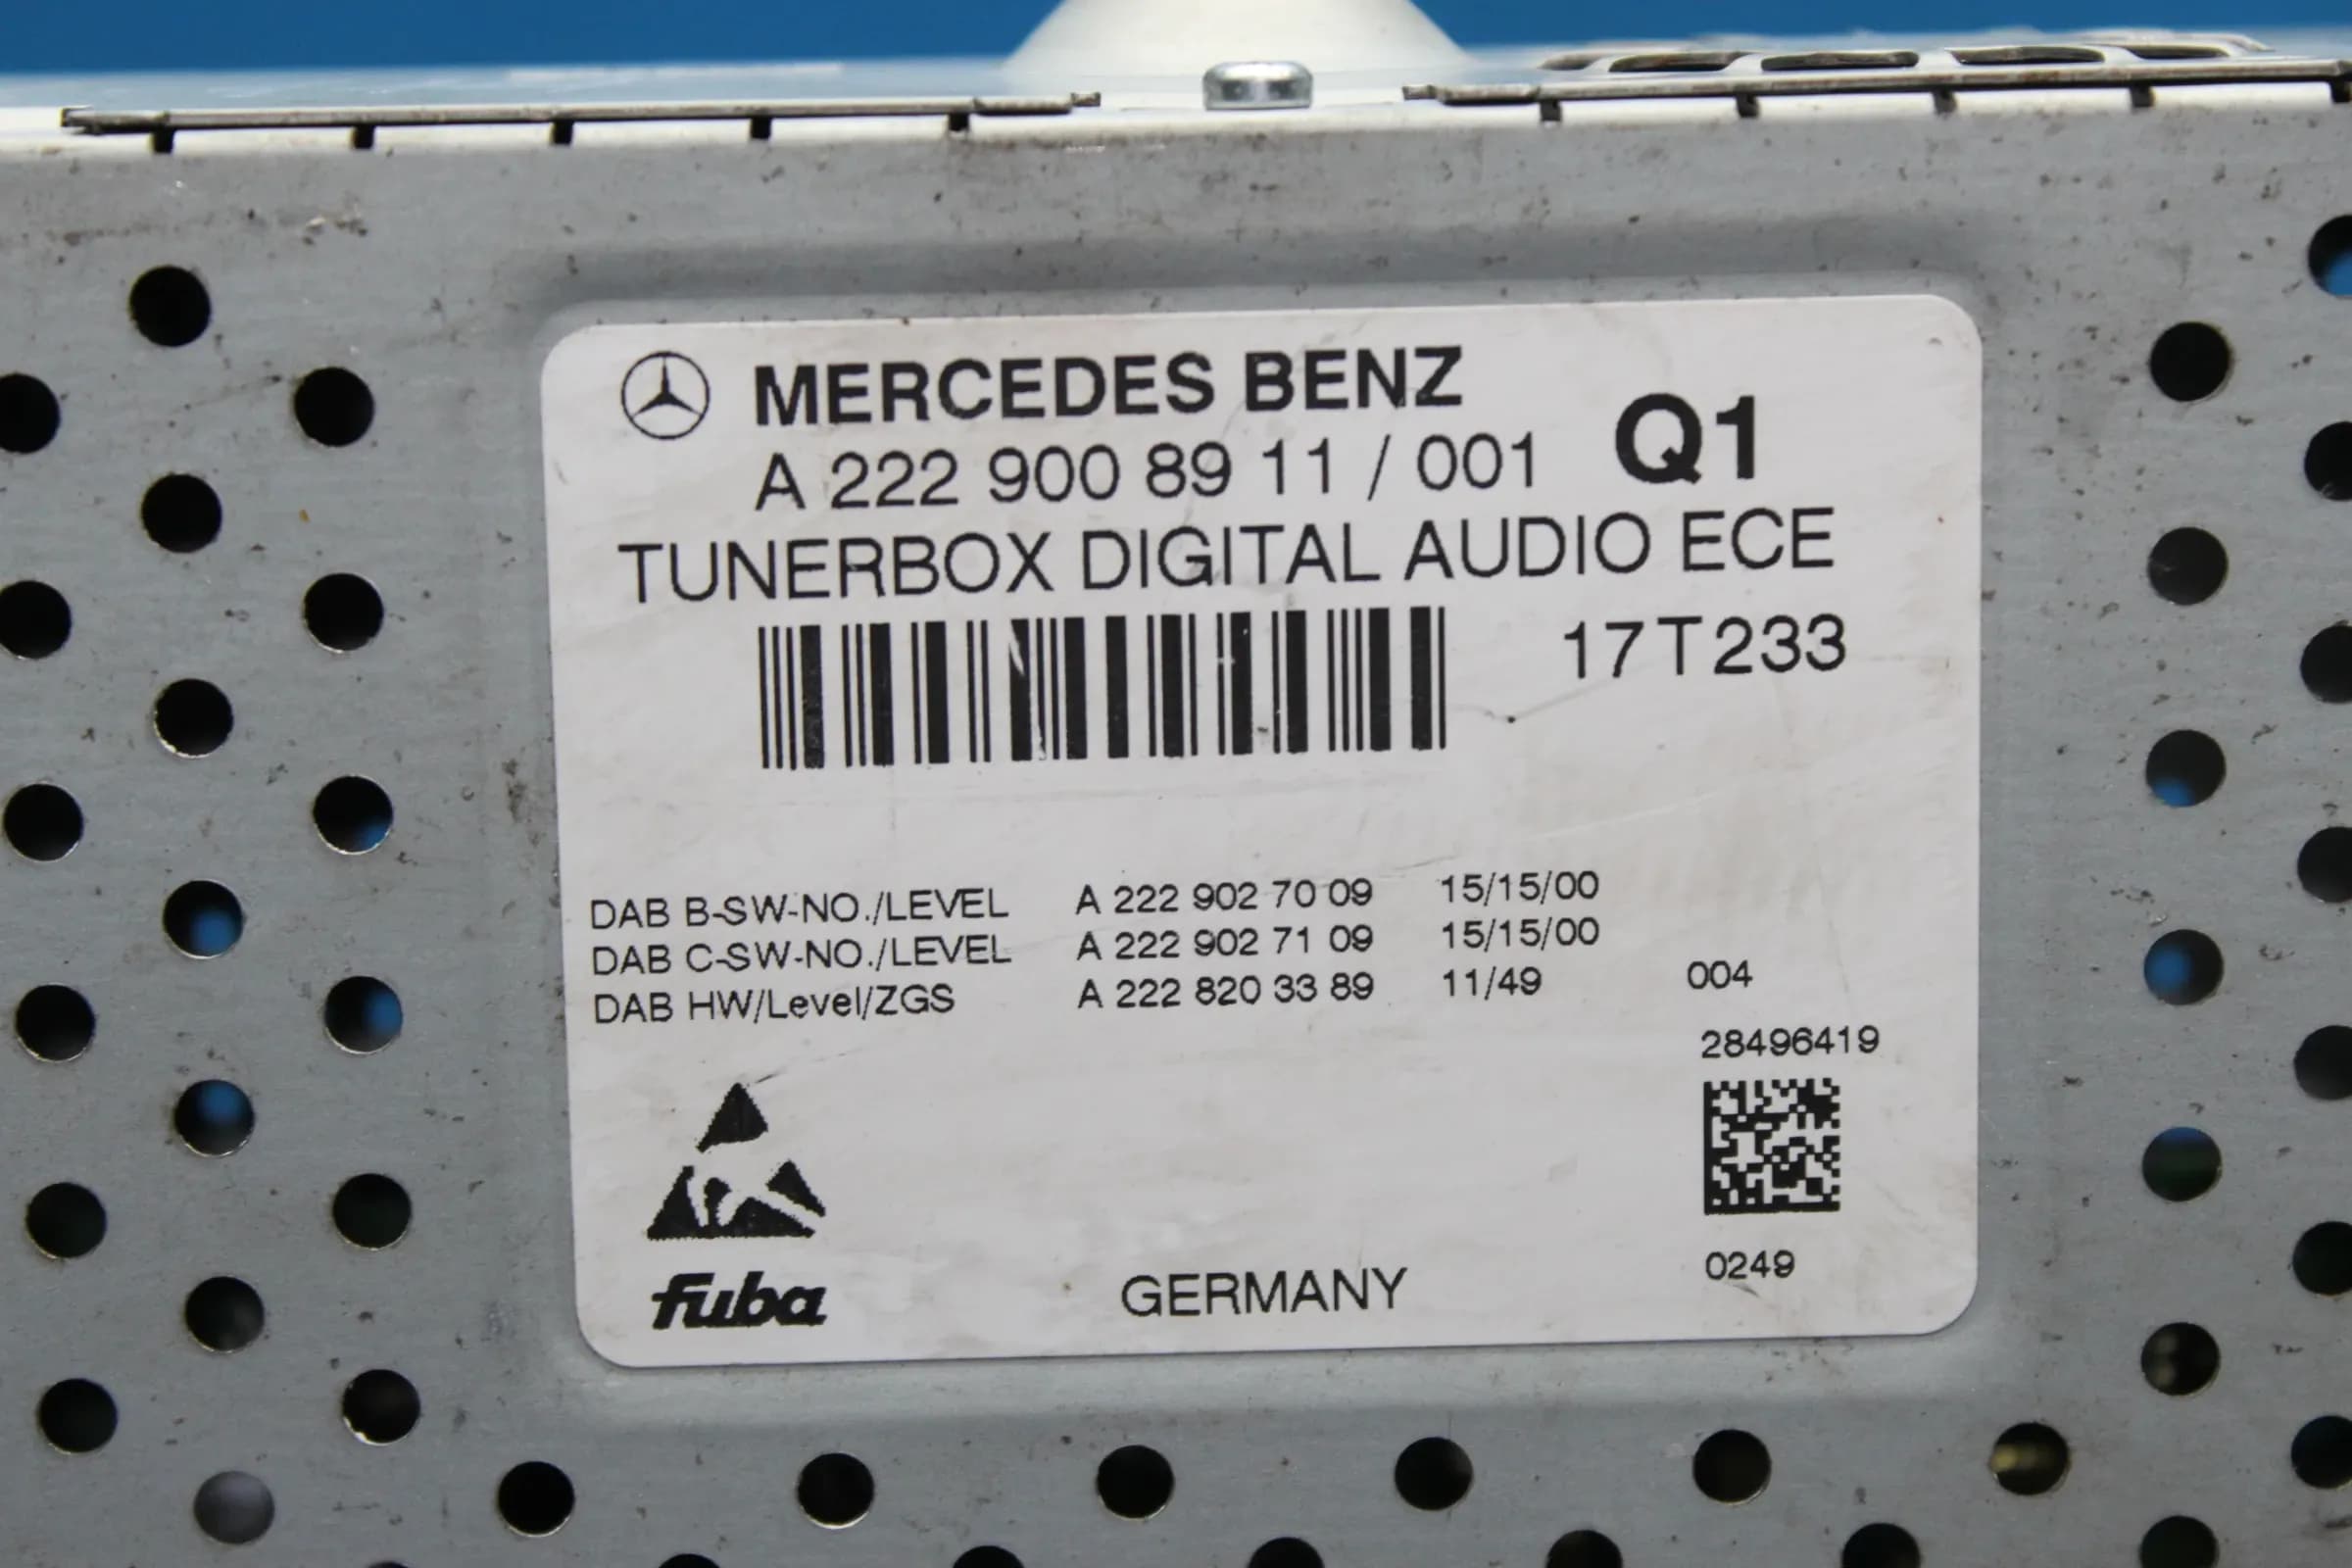 MERCEDES BENZ
A 222 900 89 11 / 001 Q1
TUNERBOX DIGITAL AUDIO ECE
17T233
DAB B-SW-NO./LEVEL A 222 902 70 09 15/15/00
DAB C-SW-NO./LEVEL A 222 902 71 09 15/15/00
DAB HW/Level/ZGS A 222 820 33 89 11/49 004
28496419
0249
fuba GERMANY